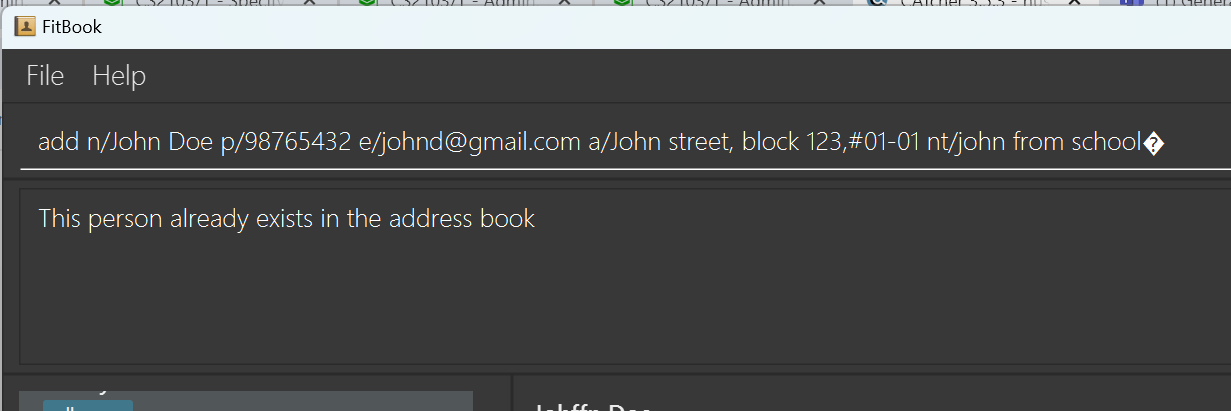 FitBook
File Help
add n/John Doe p/98765432 e/johnd@gmail.com a/John street, block 123,#01-01 nt/john from school�
This person already exists in the address book